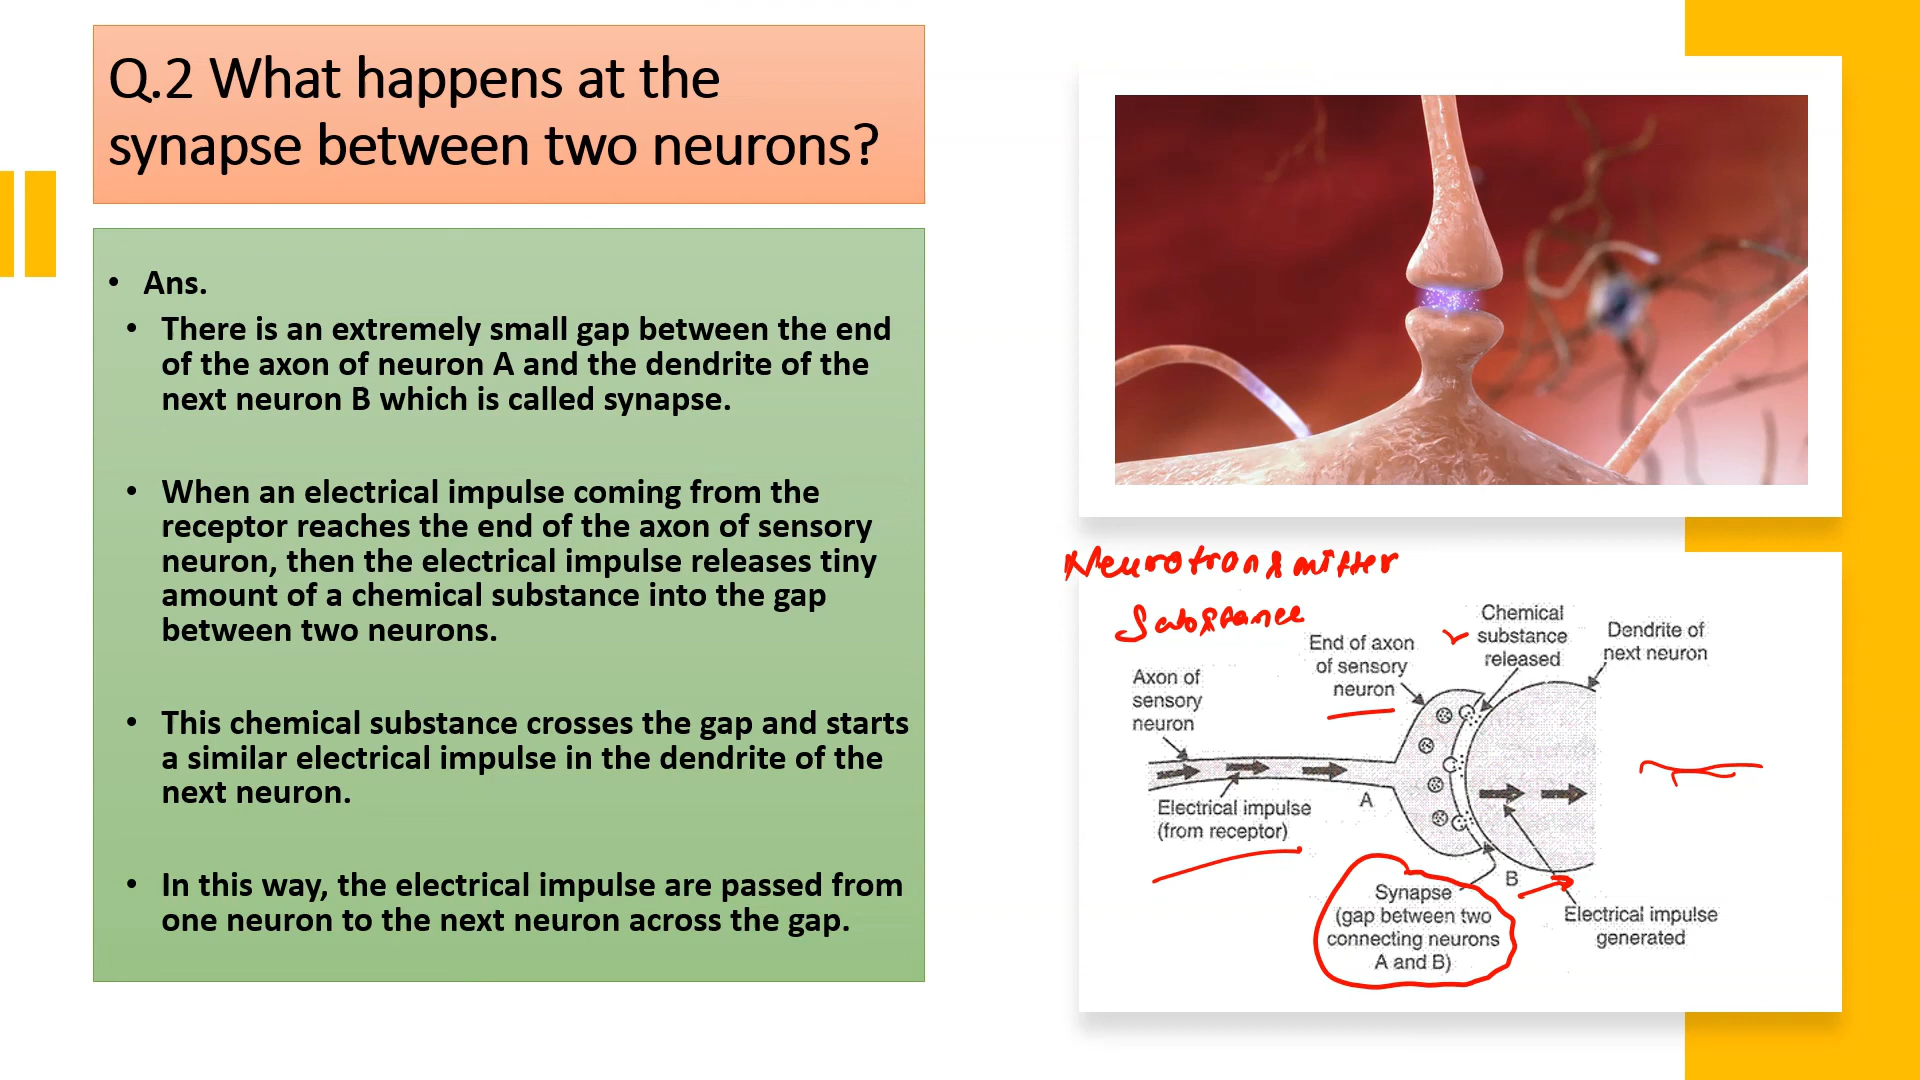 Q.2 What happens at the
synapse between two neurons?
• Ans.
• There is an extremely small gap between the end
of the axon of neuron A and the dendrite of the
next neuron B which is called synapse.
• When an electrical impulse coming from the
receptor reaches the end of the axon of sensory
neuron, then the electrical impulse releases tiny
amount of a chemical substance into the gap
between two neurons.
• This chemical substance crosses the gap and starts
a similar electrical impulse in the dendrite of the
next neuron.
• In this way, the electrical impulse are passed from
one neuron to the next neuron across the gap.
Neurotransmitter
Substance
Axon of
sensory
neuron
End of axon
of sensory
neuron
Chemical
substance
released
Dendrite of
next neuron
Electrical impulse
(from receptor)
A
B
Synapse
(gap between two
connecting neurons
A and B)
Electrical impulse
generated